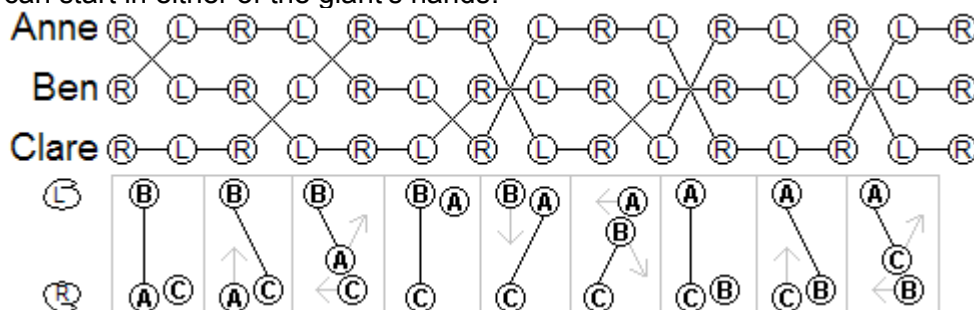 can start in either of the giant's hands.
Anne R L R L R L R L R L R L R L R
Ben R L R L R L R L R L R L R L R
Clare R L R L R L R L R L R L R L R
L B B B B A B A A A A A
A B C
R A C A C C C C C C B C B B